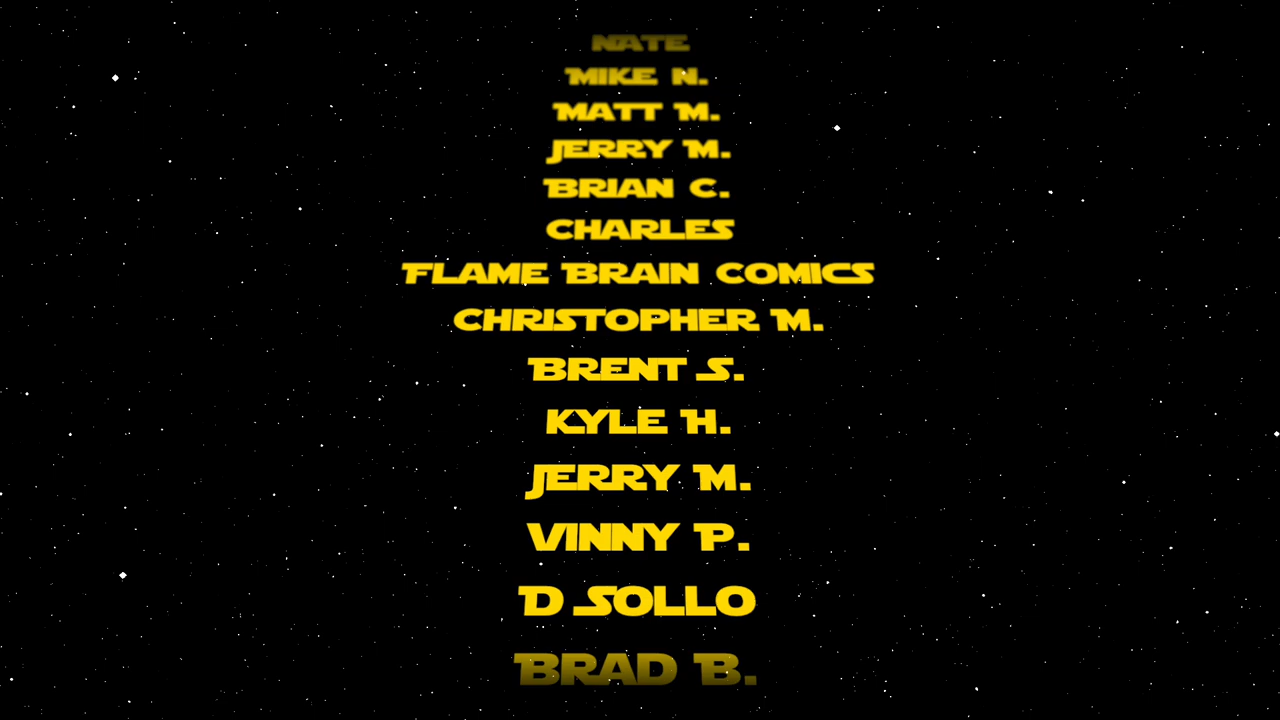 Nate
Mike N.
Matt M.
Jerry M.
Brian C.
Charles
Flame Brain Comics
Christopher M.
Brent S.
Kyle H.
Jerry M.
Vinny P.
D Sollo
Brad B.